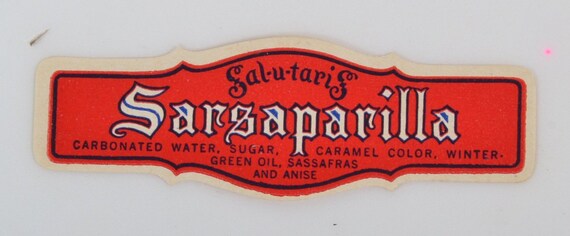 Sal-u-taris
Sarsaparilla
CARBONATED WATER, SUGAR, CARAMEL COLOR, WINTER-
GREEN OIL, SASSAFRAS
AND ANISE